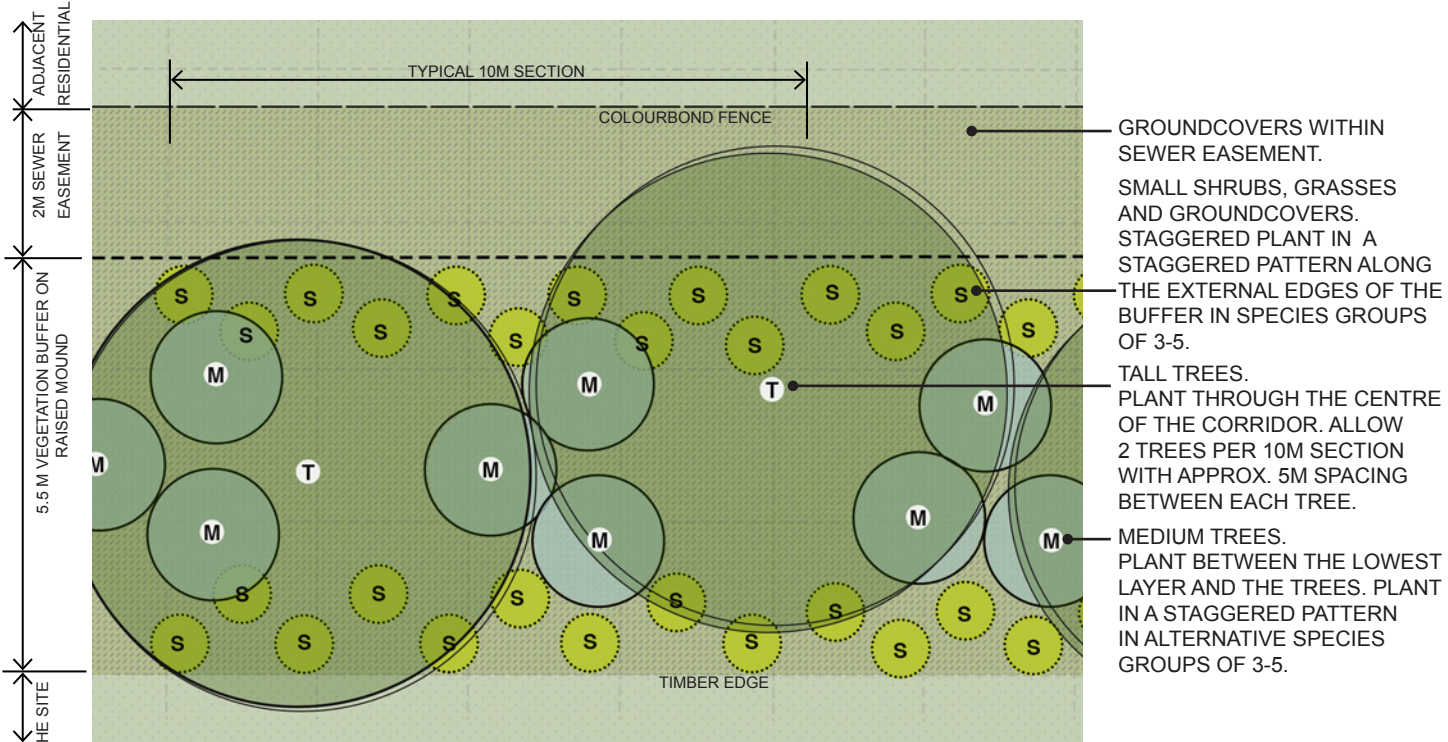 ADJACENT
RESIDENTIAL
TYPICAL 10M SECTION
COLOURBOND FENCE
2M SEWER
EASEMENT
5.5 M VEGETATION BUFFER ON
RAISED MOUND
HE SITE
TIMBER EDGE
S
S
S
S
S
S
S
S
S
S
S
S
S
S
M
M
M
M
M
M
M
M
M
T
T
S
S
S
S
S
S
S
S
S
S
S
S
S
GROUNDCOVERS WITHIN
SEWER EASEMENT.
SMALL SHRUBS, GRASSES
AND GROUNDCOVERS.
STAGGERED PLANT IN A
STAGGERED PATTERN ALONG
THE EXTERNAL EDGES OF THE
BUFFER IN SPECIES GROUPS
OF 3-5.
TALL TREES.
PLANT THROUGH THE CENTRE
OF THE CORRIDOR. ALLOW
2 TREES PER 10M SECTION
WITH APPROX. 5M SPACING
BETWEEN EACH TREE.
MEDIUM TREES.
PLANT BETWEEN THE LOWEST
LAYER AND THE TREES. PLANT
IN A STAGGERED PATTERN
IN ALTERNATIVE SPECIES
GROUPS OF 3-5.